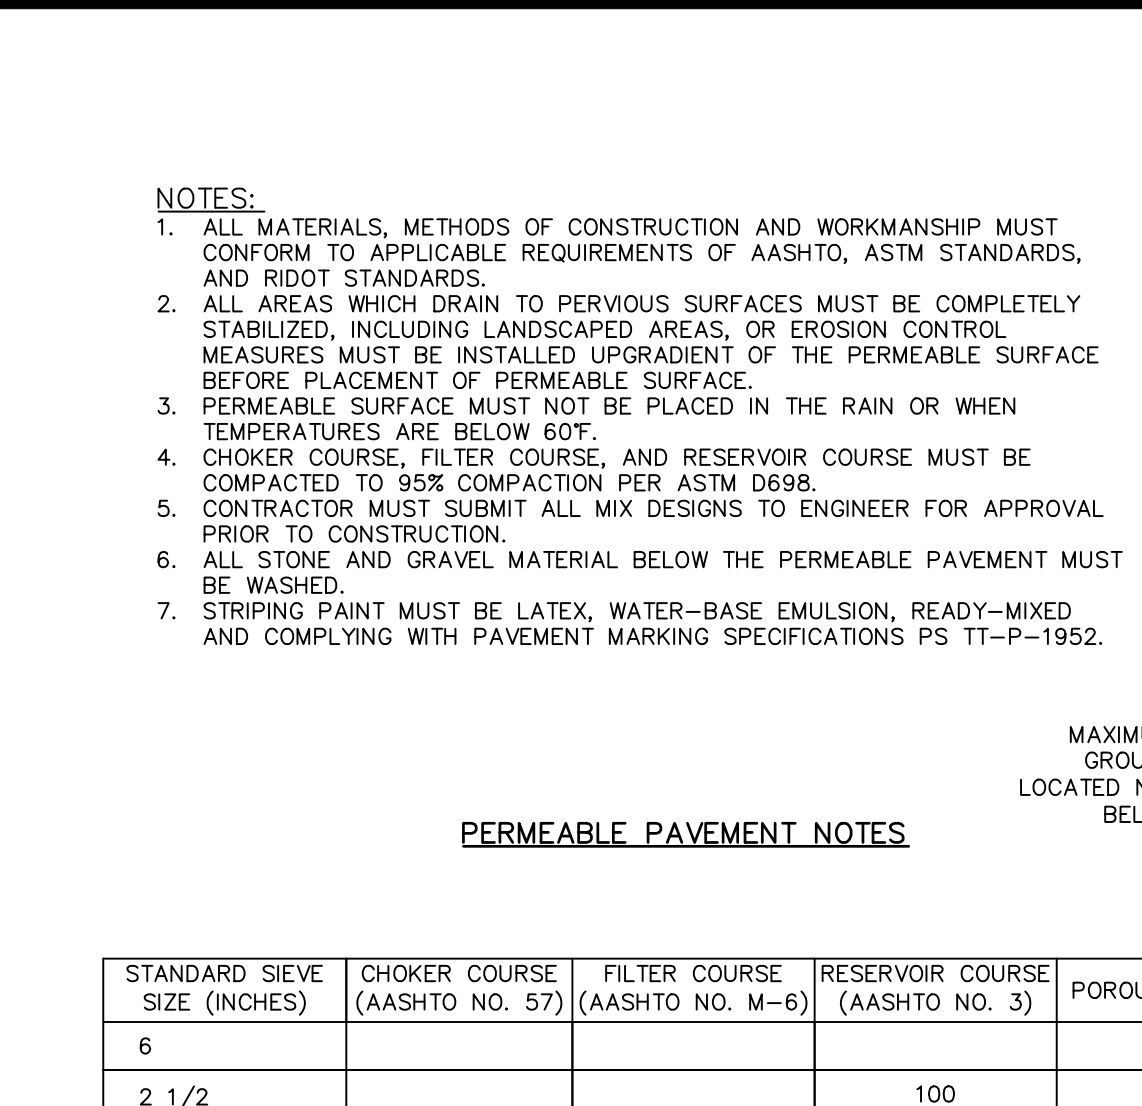 NOTES:
1. ALL MATERIALS, METHODS OF CONSTRUCTION AND WORKMANSHIP MUST
CONFORM TO APPLICABLE REQUIREMENTS OF AASHTO, ASTM STANDARDS,
AND RIDOT STANDARDS.
2. ALL AREAS WHICH DRAIN TO PERVIOUS SURFACES MUST BE COMPLETELY
STABILIZED, INCLUDING LANDSCAPED AREAS, OR EROSION CONTROL
MEASURES MUST BE INSTALLED UPGRADIENT OF THE PERMEABLE SURFACE
BEFORE PLACEMENT OF PERMEABLE SURFACE.
3. PERMEABLE SURFACE MUST NOT BE PLACED IN THE RAIN OR WHEN
TEMPERATURES ARE BELOW 60°F.
4. CHOKER COURSE, FILTER COURSE, AND RESERVOIR COURSE MUST BE
COMPACTED TO 95% COMPACTION PER ASTM D698.
5. CONTRACTOR MUST SUBMIT ALL MIX DESIGNS TO ENGINEER FOR APPROVAL
PRIOR TO CONSTRUCTION.
6. ALL STONE AND GRAVEL MATERIAL BELOW THE PERMEABLE PAVEMENT MUST
BE WASHED.
7. STRIPING PAINT MUST BE LATEX, WATER-BASE EMULSION, READY-MIXED
AND COMPLYING WITH PAVEMENT MARKING SPECIFICATIONS PS TT-P-1952.
LOCATED
PERMEABLE PAVEMENT NOTES
STANDARD SIEVE SIZE (INCHES)
CHOKER COURSE (AASHTO NO. 57)
FILTER COURSE (AASHTO NO. M-6)
RESERVOIR COURSE (AASHTO NO. 3)
6
2 1/2
100